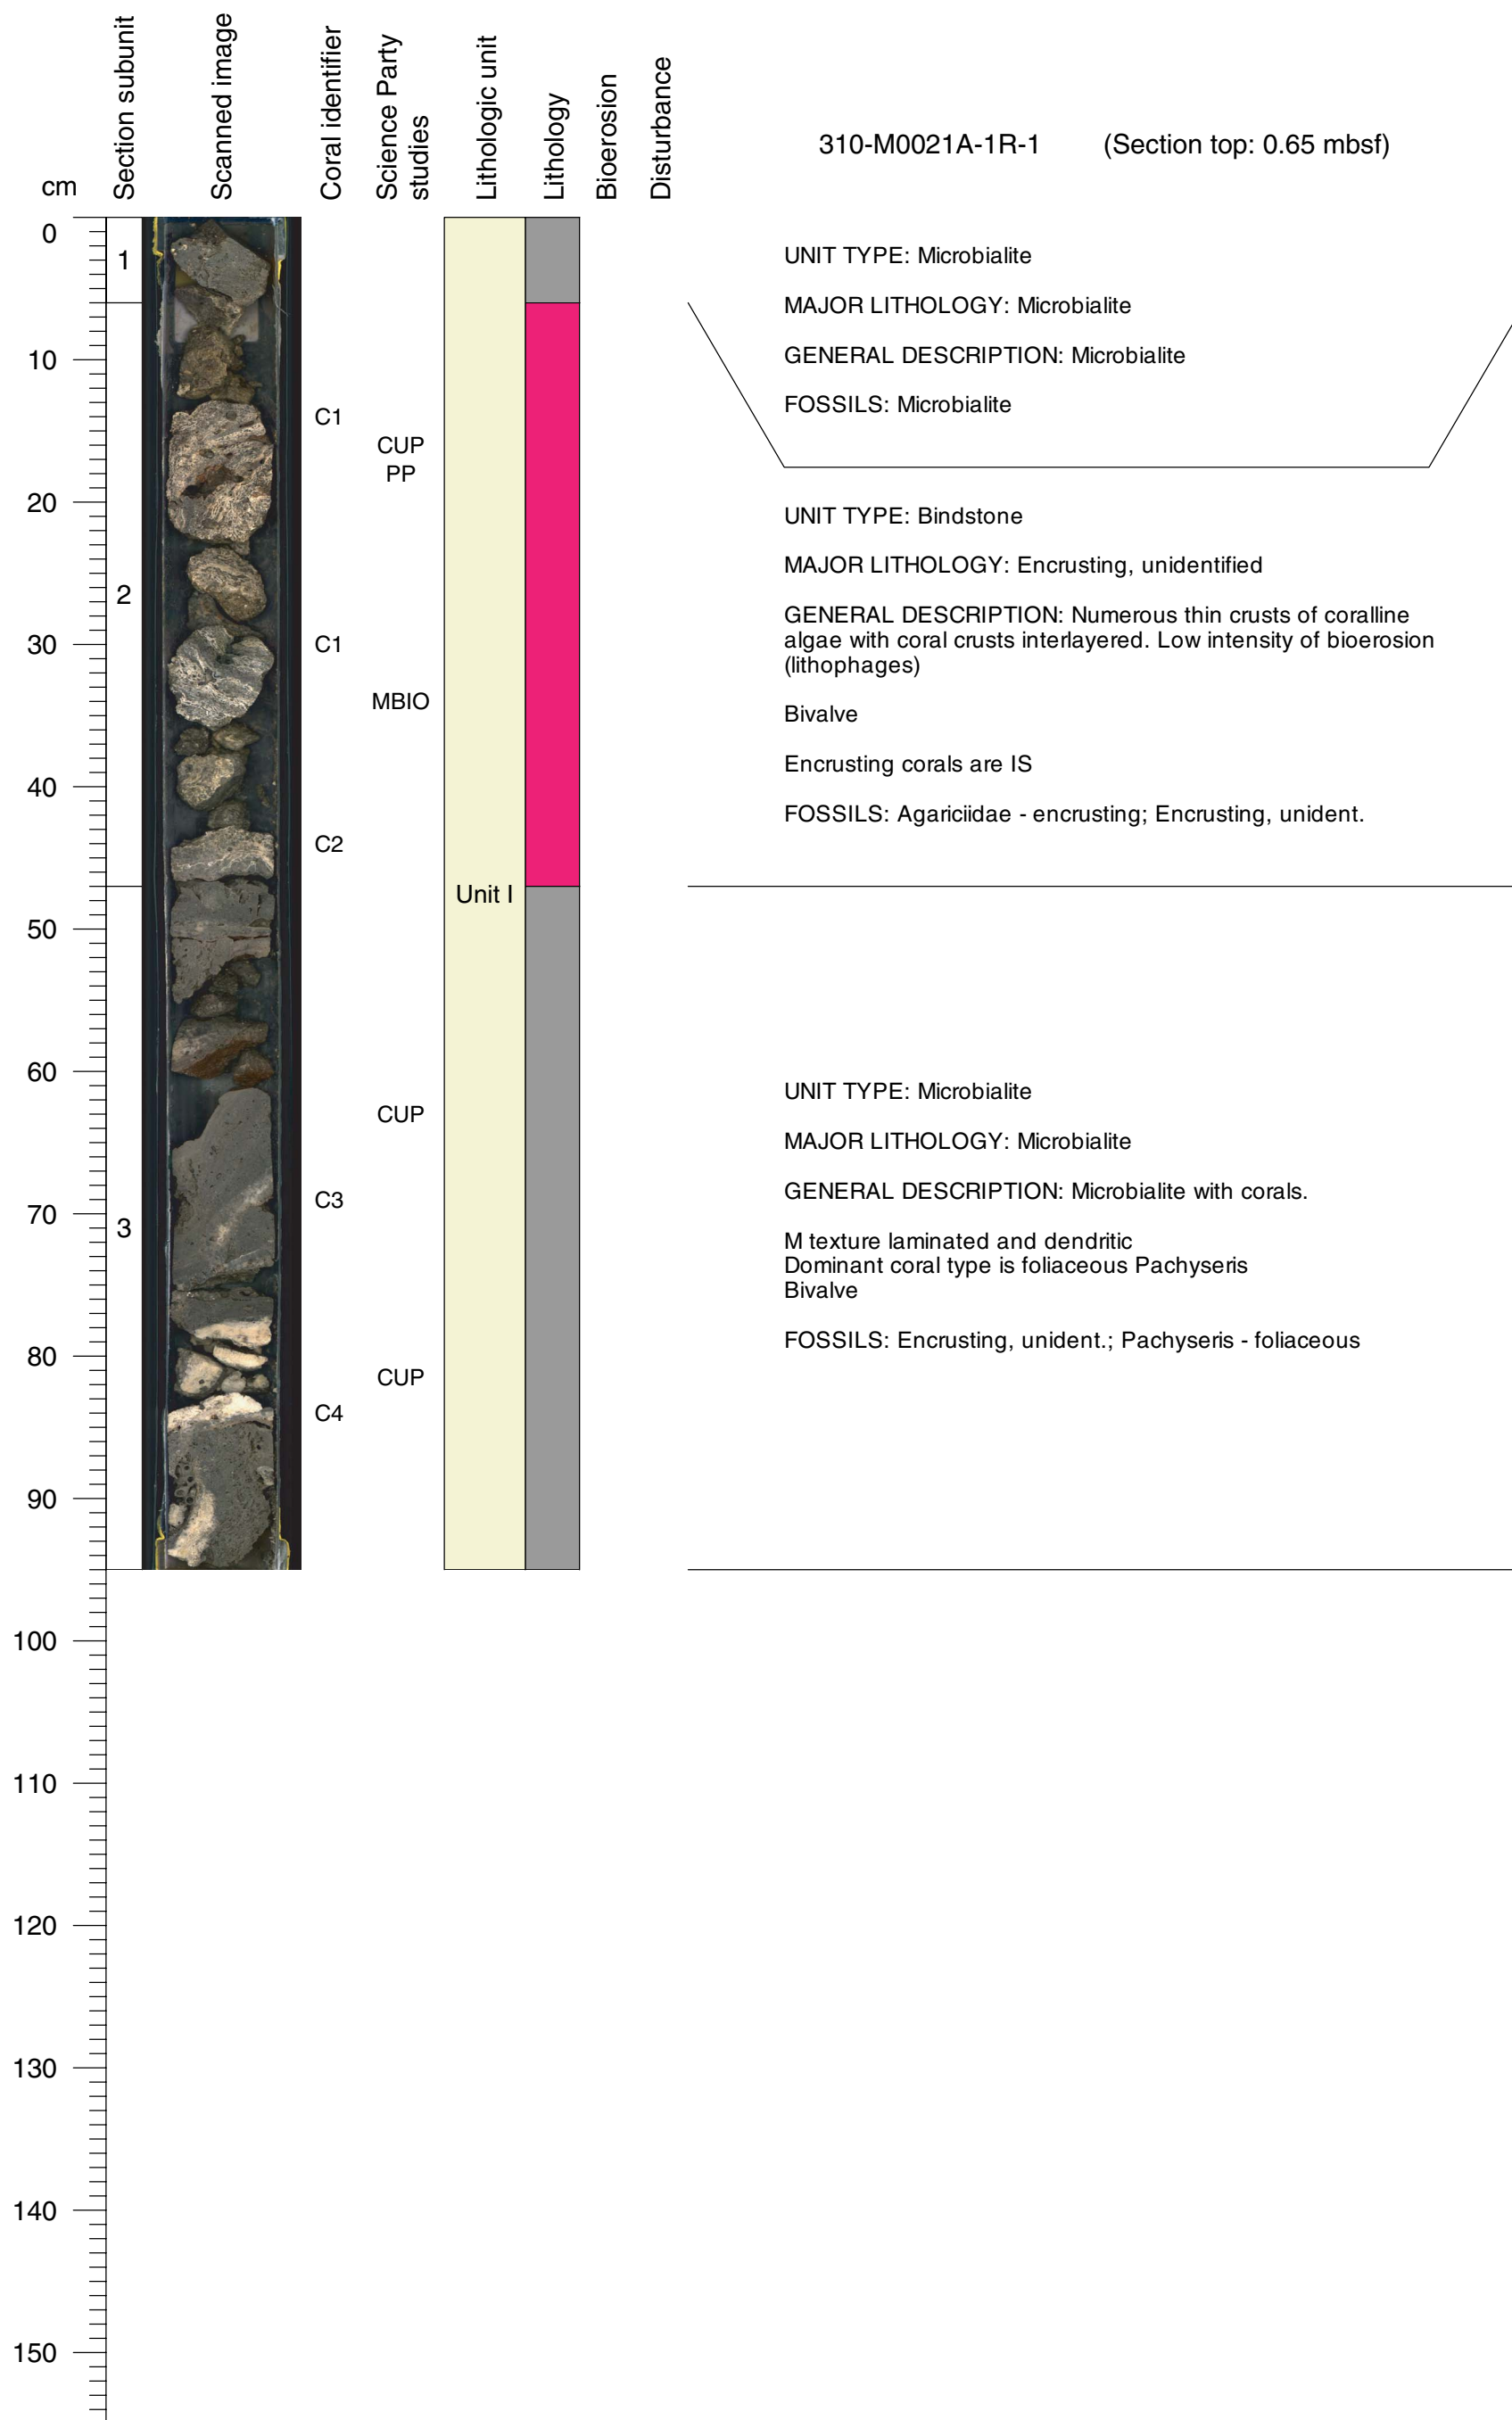 Section subunit
Scanned image
Coral identifier
Science Party
studies
Lithologic unit
Lithology
Bioerosion
Disturbance
310-M0021A-1R-1 (Section top: 0.65 mbsf)
cm
0
10
20
30
40
50
60
70
80
90
100
110
120
130
140
150
1
2
3
C1
C1
C2
C3
C4
CUP
PP
MBIO
CUP
CUP
Unit I
UNIT TYPE: Microbialite
MAJOR LITHOLOGY: Microbialite
GENERAL DESCRIPTION: Microbialite
FOSSILS: Microbialite
UNIT TYPE: Bindstone
MAJOR LITHOLOGY: Encrusting, unidentified
GENERAL DESCRIPTION: Numerous thin crusts of coralline
algae with coral crusts interlayered. Low intensity of bioerosion
(lithophages)
Bivalve
Encrusting corals are IS
FOSSILS: Agariciidae - encrusting; Encrusting, unident.
UNIT TYPE: Microbialite
MAJOR LITHOLOGY: Microbialite
GENERAL DESCRIPTION: Microbialite with corals.
M texture laminated and dendritic
Dominant coral type is foliaceous Pachyseris
Bivalve
FOSSILS: Encrusting, unident.; Pachyseris - foliaceous